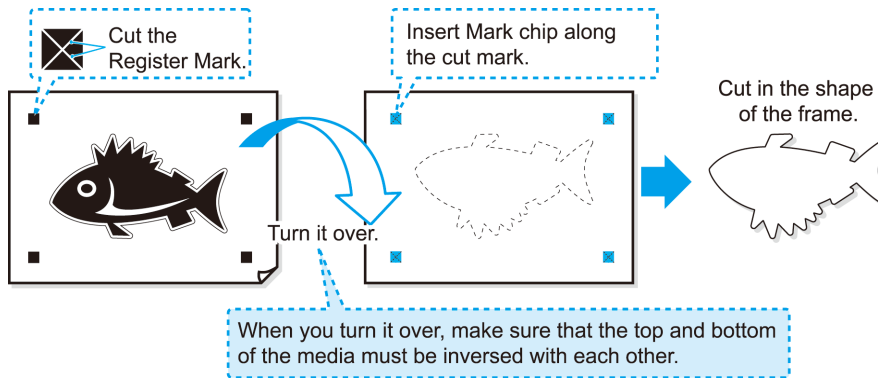 Cut the
Register Mark.
Insert Mark chip along
the cut mark.
Cut in the shape
of the frame.
Turn it over.
When you turn it over, make sure that the top and bottom
of the media must be inversed with each other.